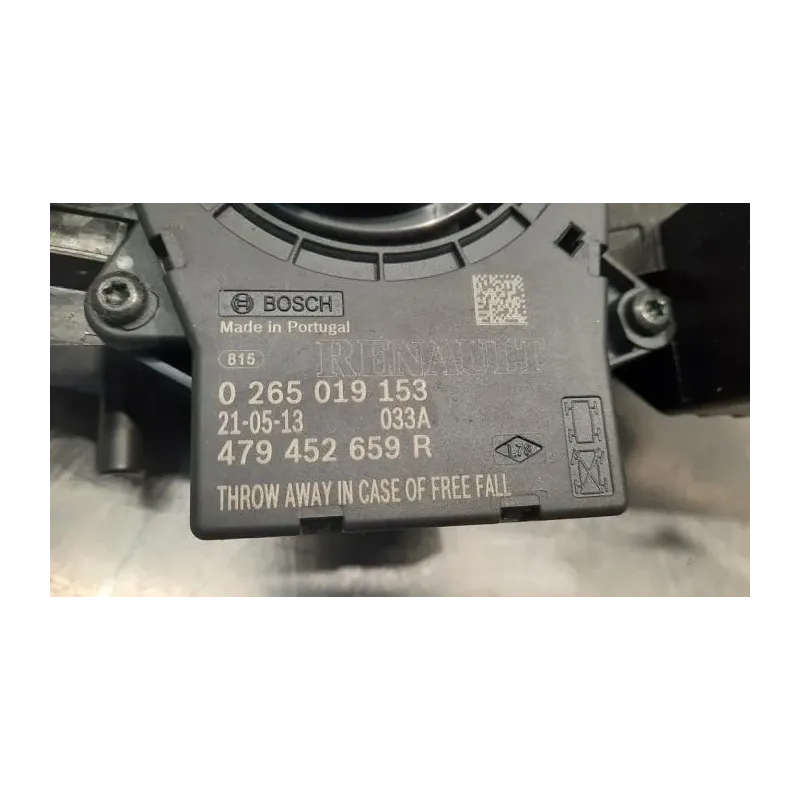 BOSCH
Made in Portugal
815
RENAULT
0 265 019 153
21-05-13 033A
479 452 659 R
THROW AWAY IN CASE OF FREE FALL